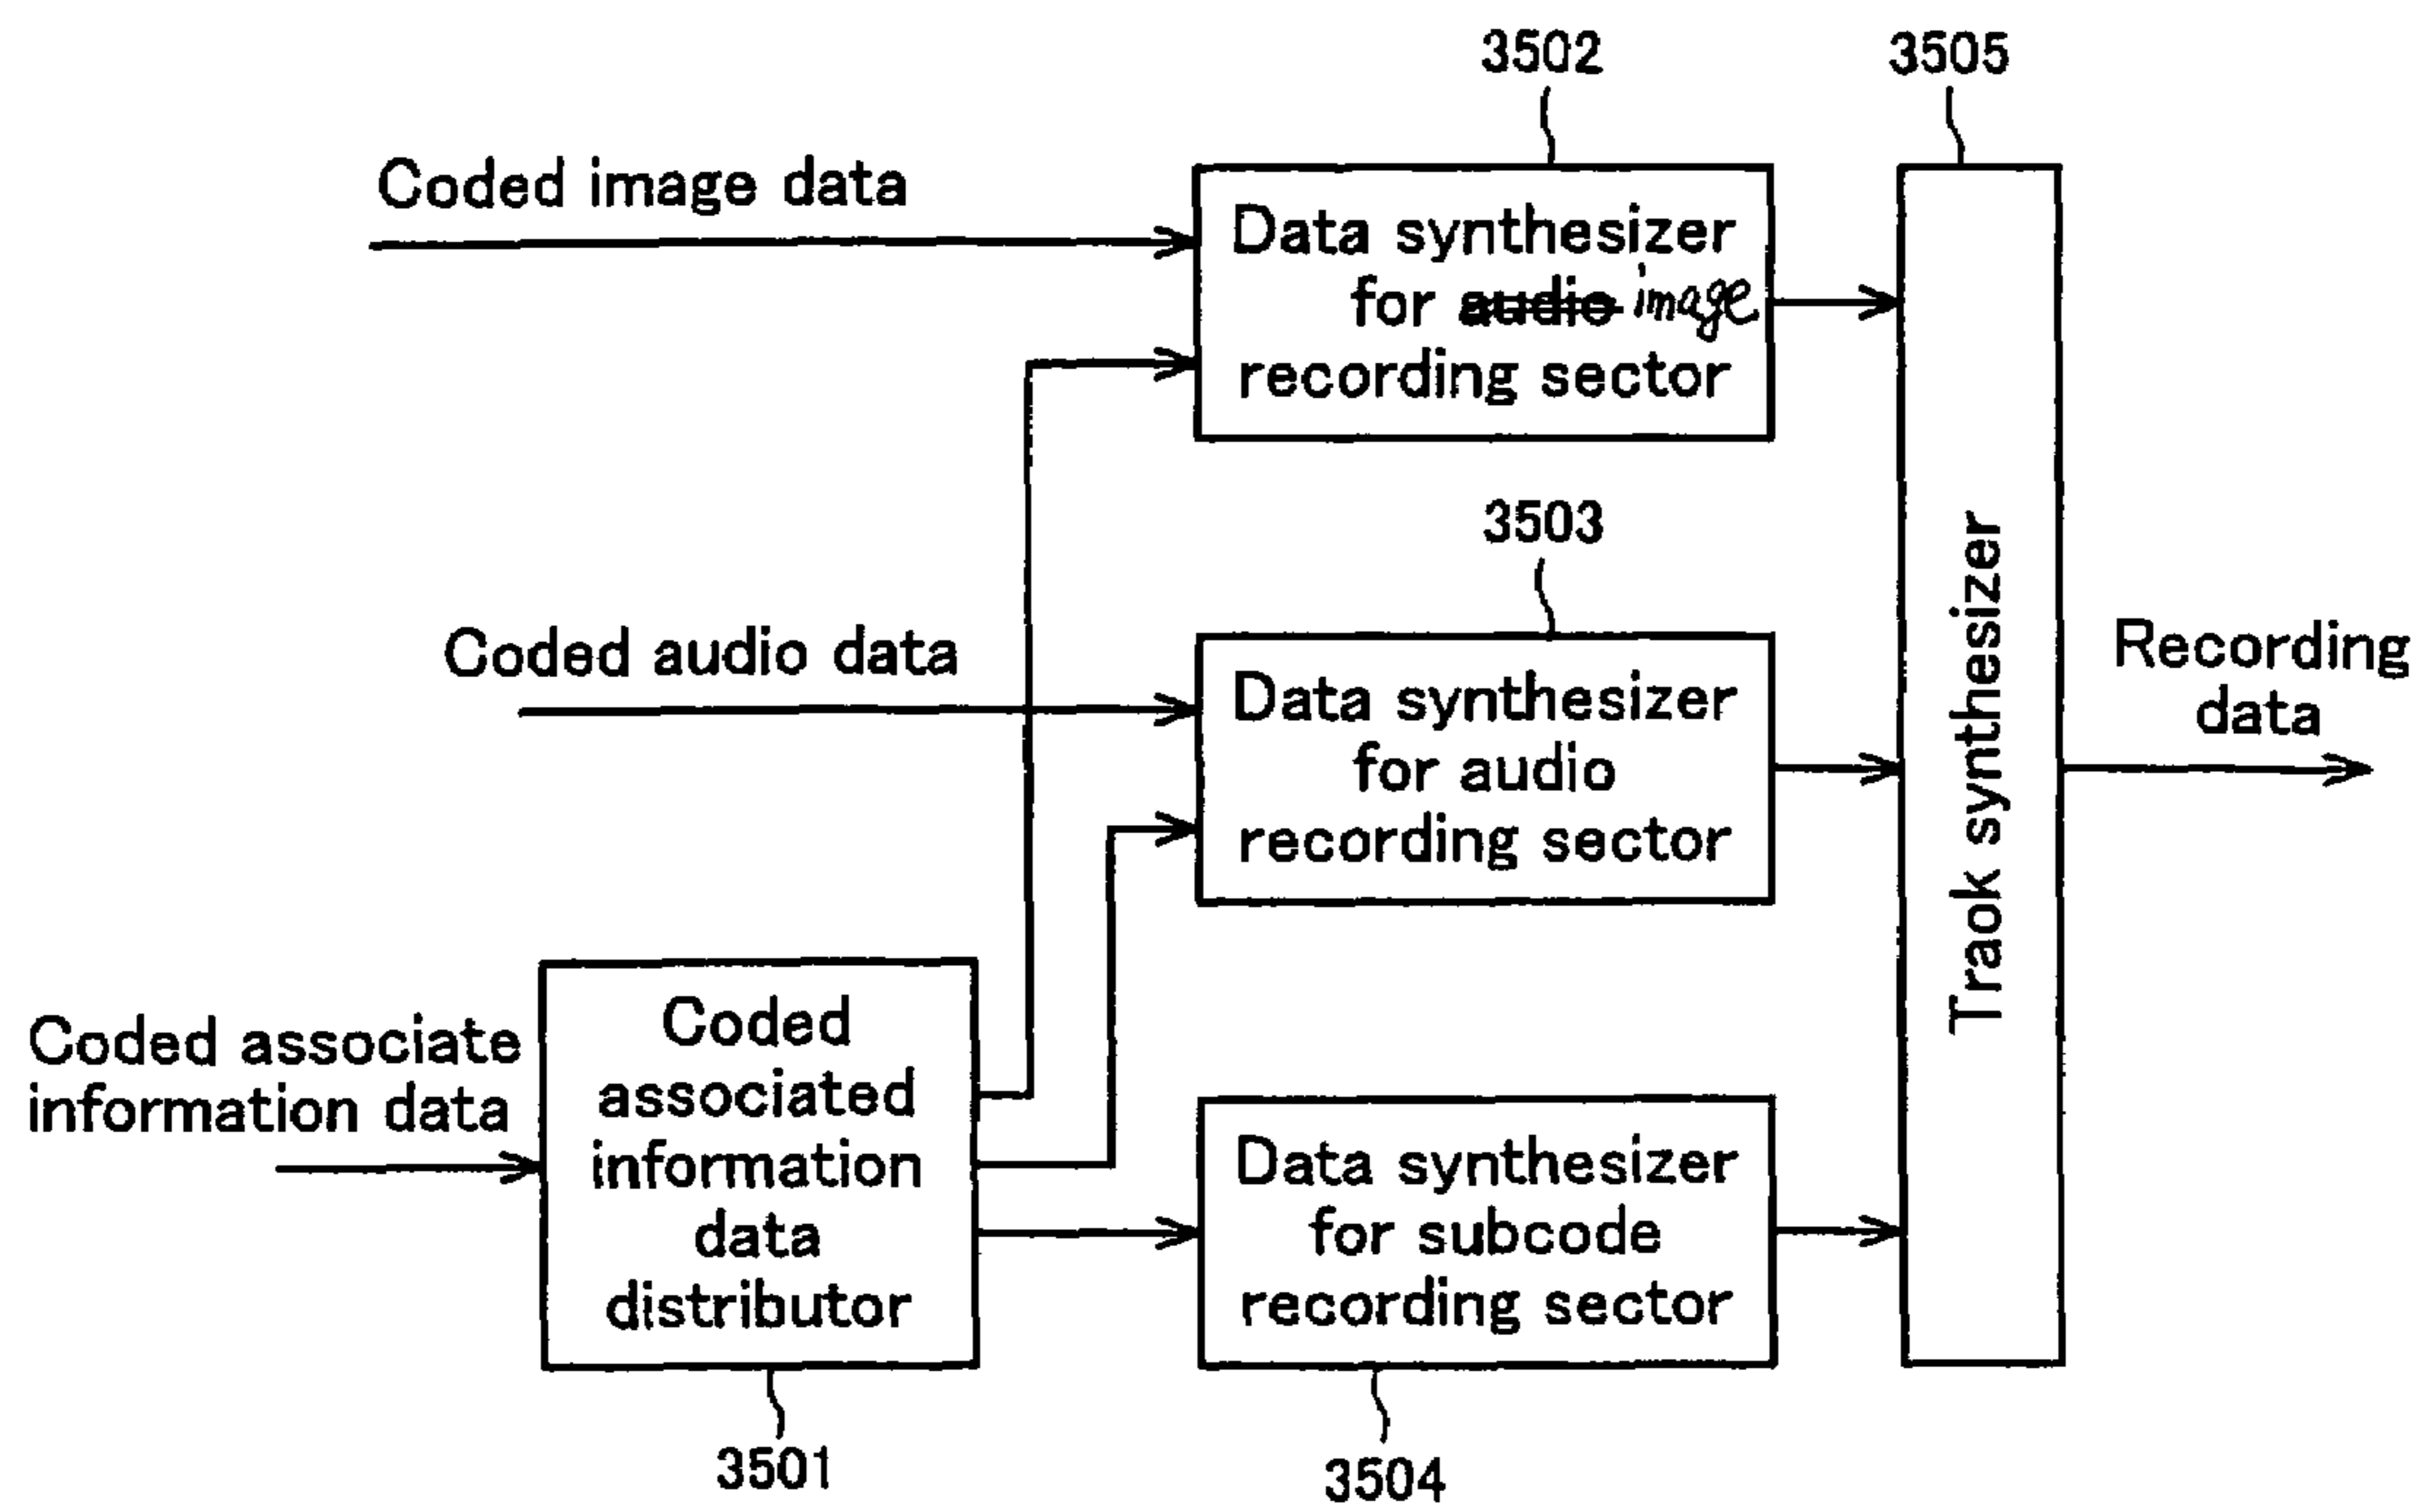 3502
3505
Coded image data
Data synthesizer
for audio image
recording sector
3503
Coded audio data
Data synthesizer
for audio
recording sector
Track synthesizer
Recording
data
Coded associate
information data
Coded
associated
information
data
distributor
Data synthesizer
for subcode
recording sector
3501
3504